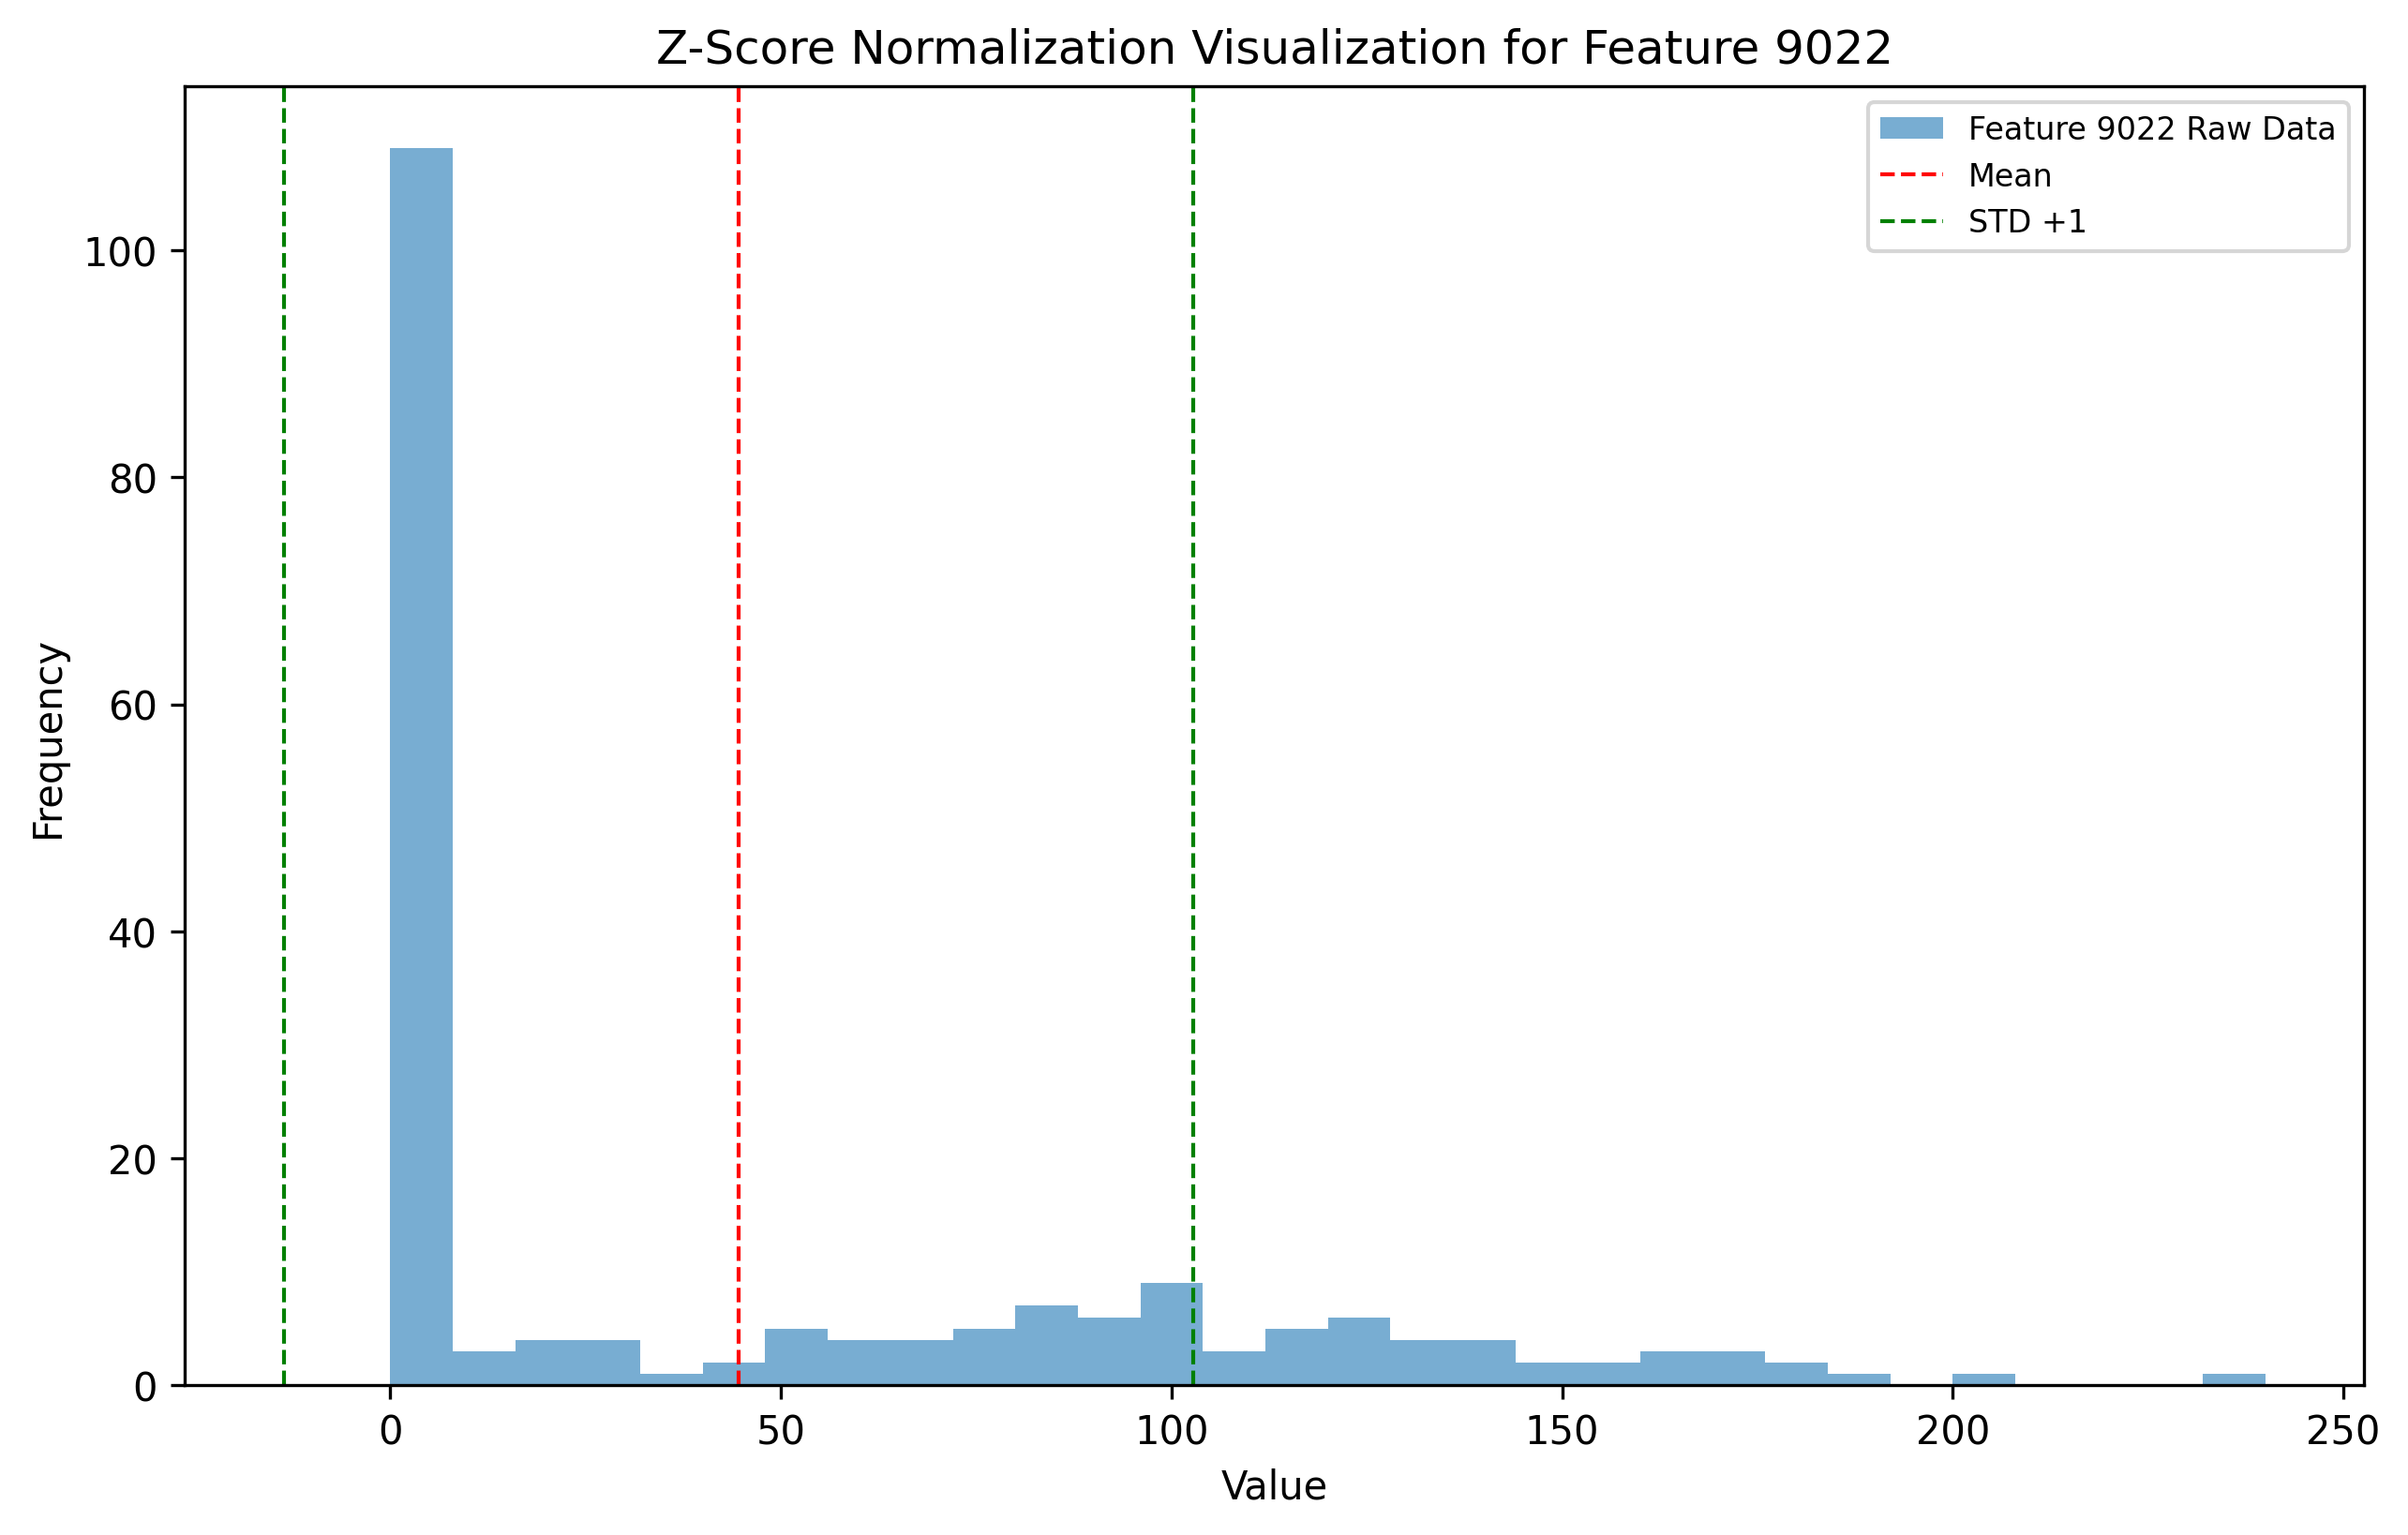 Z-Score Normalization Visualization for Feature 9022
Feature 9022 Raw Data
Mean
STD +1
100
80
60
40
20
0
Frequency
0 50 100 150 200 250
Value